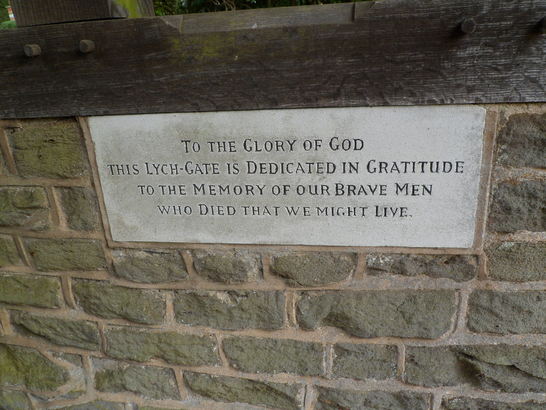 To the Glory of God
this Lych-Gate is Dedicated in Gratitude
to the Memory of our Brave Men
who Died that we might Live.